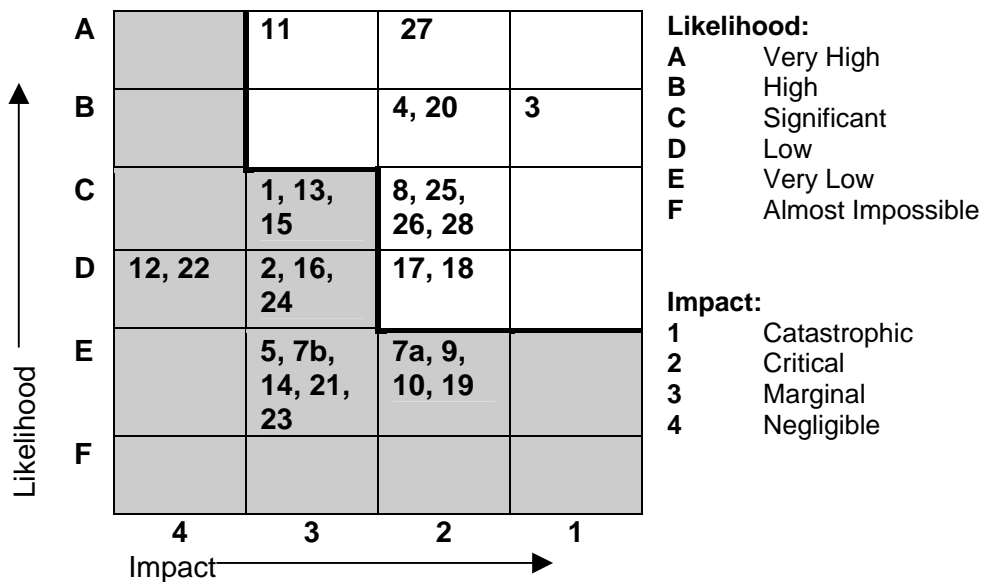 A 11 27
B 4, 20 3
C 1, 13, 8, 25,
15 26, 28
D 12, 22 2, 16, 17, 18
24
E 5, 7b, 7a, 9,
14, 21, 10, 19
23
F
4 3 2 1
Likelihood
Impact
Likelihood:
A Very High
B High
C Significant
D Low
E Very Low
F Almost Impossible
Impact:
1 Catastrophic
2 Critical
3 Marginal
4 Negligible